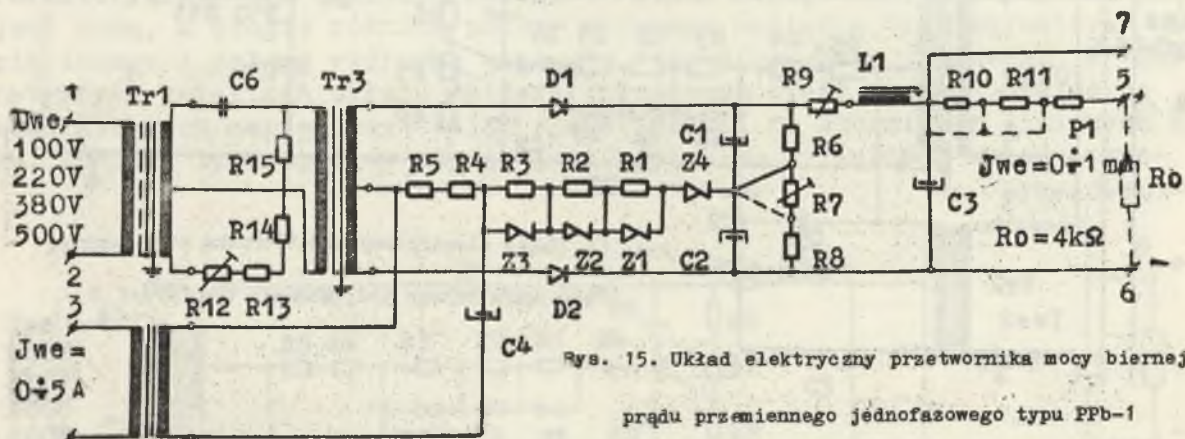 7
1
Tr1
C6
Tr3
D1
R9
L1
R10
R11
5
+
Uwe
100V
220V
380V
500V
R15
R14
R5
R4
R3
R2
R1
Z4
C1
R6
R7
R8
P1
Jwe=0÷1 mA
Ro
C3
Ro=4kΩ
2
3
R12
R13
Z3
Z2
Z1
C2
D2
C4
−
6
Jwe=
0÷5A
Rys. 15. Układ elektryczny przetwornika mocy biernej
prądu przemiennego jednofazowego typu PPb-1